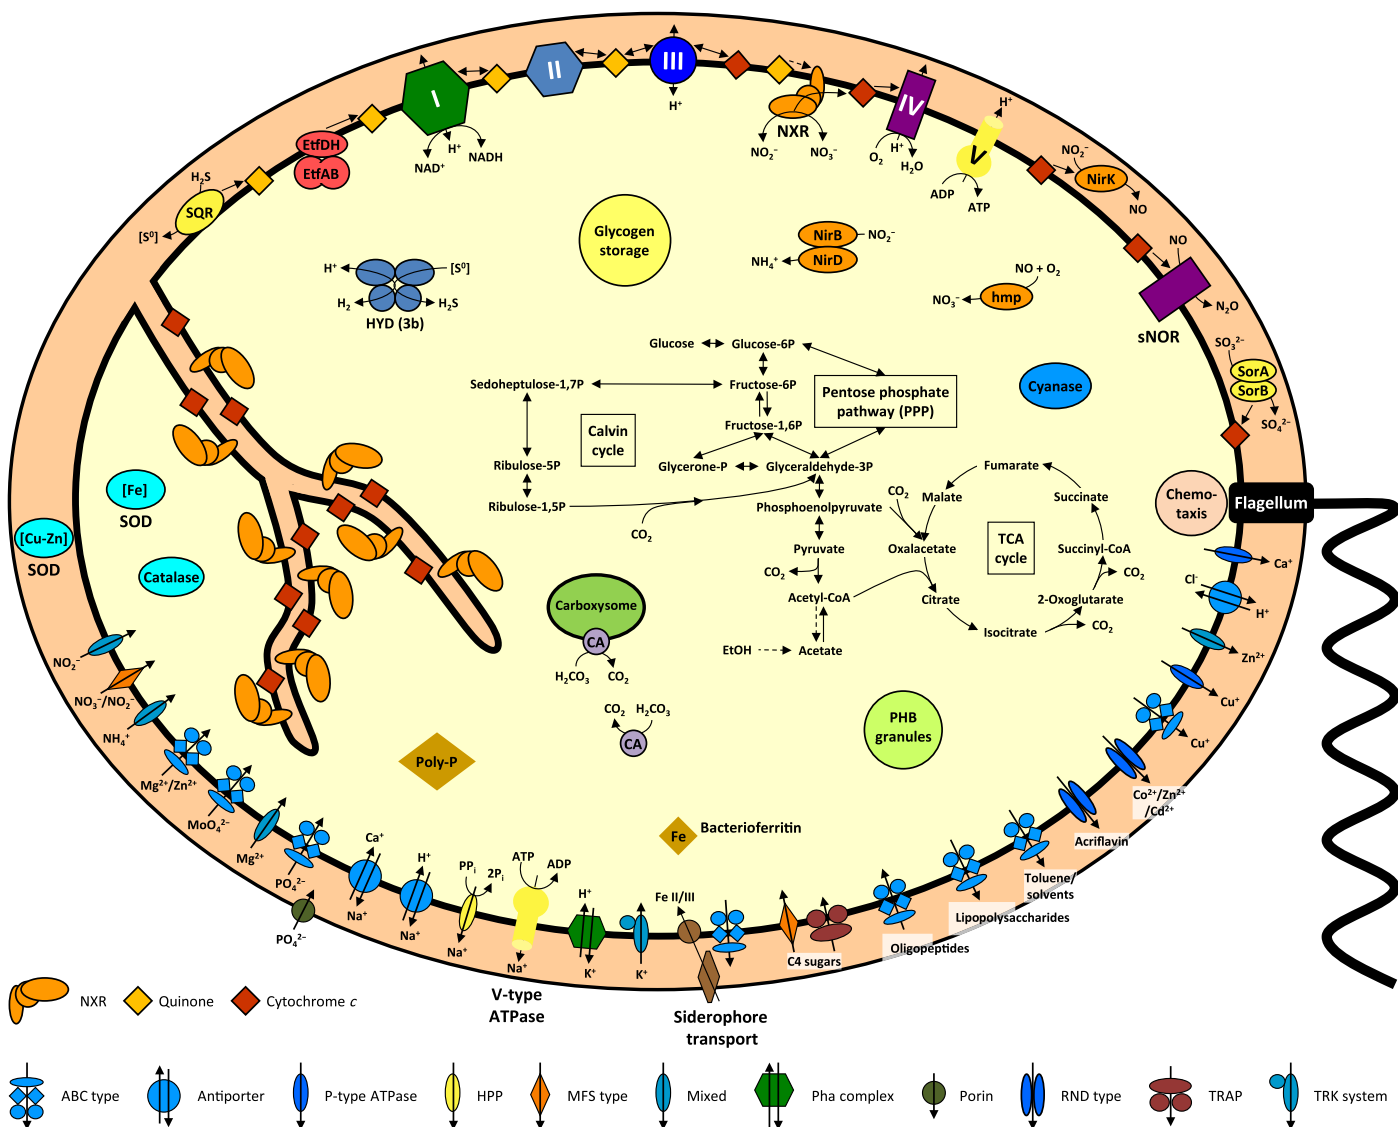 I
II
III
H⁺
NAD⁺
H⁺
NADH
EtfDH
EtfAB
H₂S
SQR
[S⁰]
NXR
NO₂⁻
NO₃⁻
IV
O₂
H⁺
H₂O
H⁺
V
ADP
ATP
NO₂⁻
NirK
NO
NO
sNOR
N₂O
SO₃²⁻
SorA
SorB
SO₄²⁻
Glycogen
storage
NirB
NirD
NO₂⁻
NH₄⁺
NO + O₂
NO₃⁻
hmp
H⁺
[S⁰]
H₂
H₂S
HYD (3b)
Cyanase
Glucose
Glucose-6P
Sedoheptulose-1,7P
Fructose-6P
Pentose phosphate
pathway (PPP)
Fructose-1,6P
Calvin
cycle
Ribulose-5P
Glycerone-P
Glyceraldehyde-3P
Ribulose-1,5P
CO₂
Phosphoenolpyruvate
Pyruvate
CO₂
Acetyl-CoA
EtOH
Acetate
Fumarate
Malate
Succinate
CO₂
Oxalacetate
TCA
cycle
Succinyl-CoA
CO₂
Citrate
2-Oxoglutarate
CO₂
Isocitrate
Chemo-
taxis
Flagellum
[Fe]
SOD
[Cu-Zn]
SOD
Catalase
Carboxysome
CA
H₂CO₃
CO₂
CO₂
H₂CO₃
CA
PHB
granules
Poly-P
Fe
Bacterioferritin
Ca⁺
Cl⁻
H⁺
Zn²⁺
Cu⁺
Cu⁺
Co²⁺/Zn²⁺
/Cd²⁺
Acriflavin
Toluene/
solvents
Lipopolysaccharides
Oligopeptides
C4 sugars
NO₂⁻
NO₃⁻/NO₂⁻
NH₄⁺
Mg²⁺/Zn²⁺
MoO₄²⁻
Mg²⁺
PO₄²⁻
PO₄²⁻
Ca⁺
Na⁺
H⁺
Na⁺
PPᵢ
2Pᵢ
Na⁺
ATP
ADP
Na⁺
V-type
ATPase
H⁺
K⁺
K⁺
Fe II/III
Siderophore
transport
NXR
Quinone
Cytochrome c
ABC type
Antiporter
P-type ATPase
HPP
MFS type
Mixed
Pha complex
Porin
RND type
TRAP
TRK system